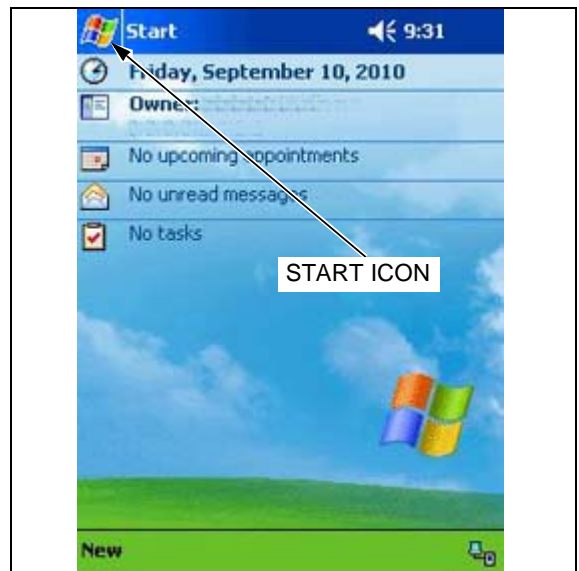 Start 9:31
Friday, September 10, 2010
Owner:
No upcoming appointments
No unread messages
No tasks
START ICON
New